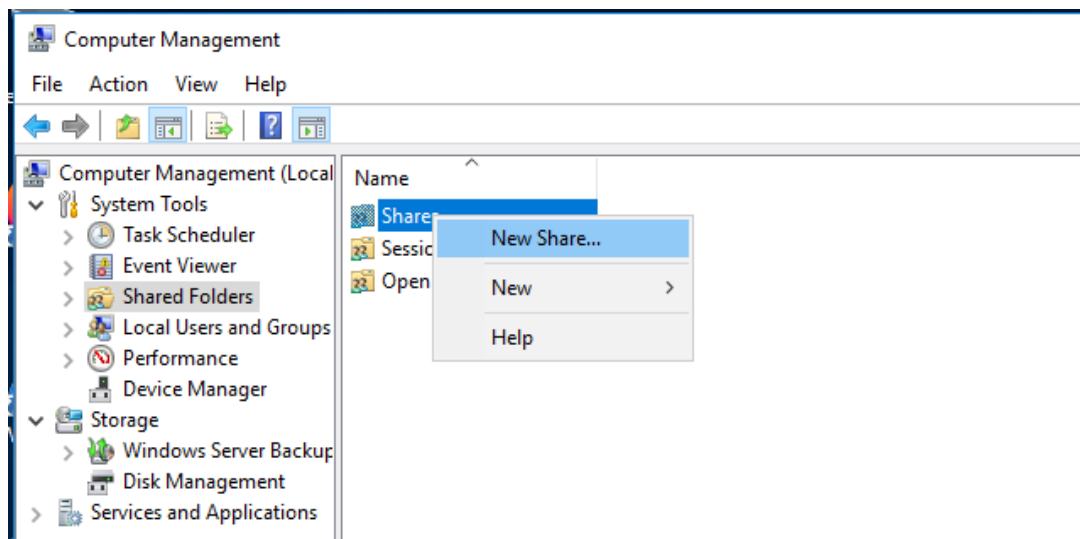 Computer Management
File Action View Help
Computer Management (Local
System Tools
Task Scheduler
Event Viewer
Shared Folders
Local Users and Groups
Performance
Device Manager
Storage
Windows Server Backup
Disk Management
Services and Applications
Name
Shares
Sessio
Open
New Share...
New
Help